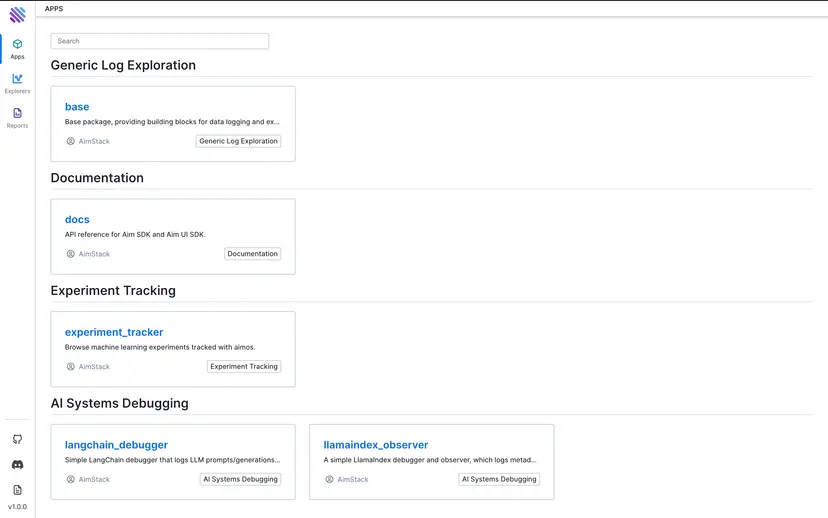 APPS
Search
Apps
Explorers
Reports
Generic Log Exploration
base
Base package, providing building blocks for data logging and ex...
AimStack
Generic Log Exploration
Documentation
docs
API reference for Aim SDK and Aim UI SDK.
AimStack
Documentation
Experiment Tracking
experiment_tracker
Browse machine learning experiments tracked with aimos.
AimStack
Experiment Tracking
AI Systems Debugging
langchain_debugger
Simple LangChain debugger that logs LLM prompts/generations...
AimStack
AI Systems Debugging
llamaindex_observer
A simple LlamaIndex debugger and observer, which logs metad...
AimStack
AI Systems Debugging
v1.0.0